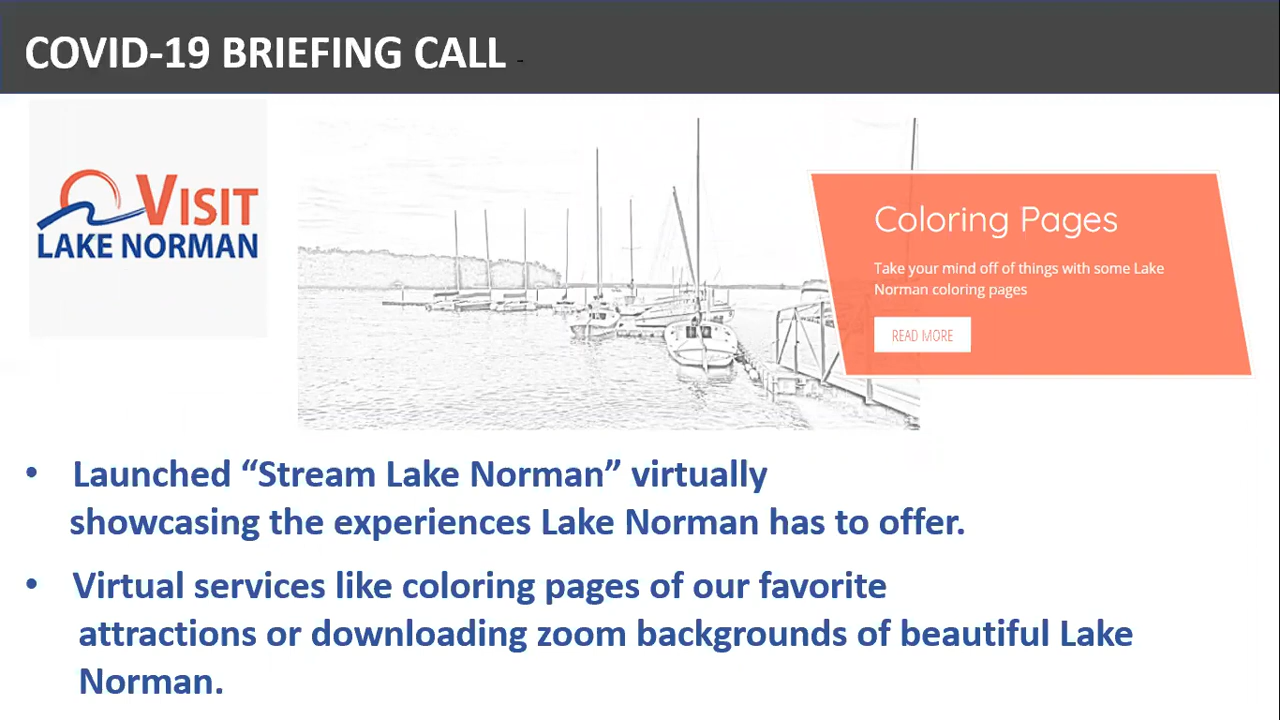 COVID-19 BRIEFING CALL -
VISIT
LAKE NORMAN
Coloring Pages
Take your mind off of things with some Lake
Norman coloring pages
READ MORE
• Launched “Stream Lake Norman” virtually
showcasing the experiences Lake Norman has to offer.
• Virtual services like coloring pages of our favorite
attractions or downloading zoom backgrounds of beautiful Lake
Norman.